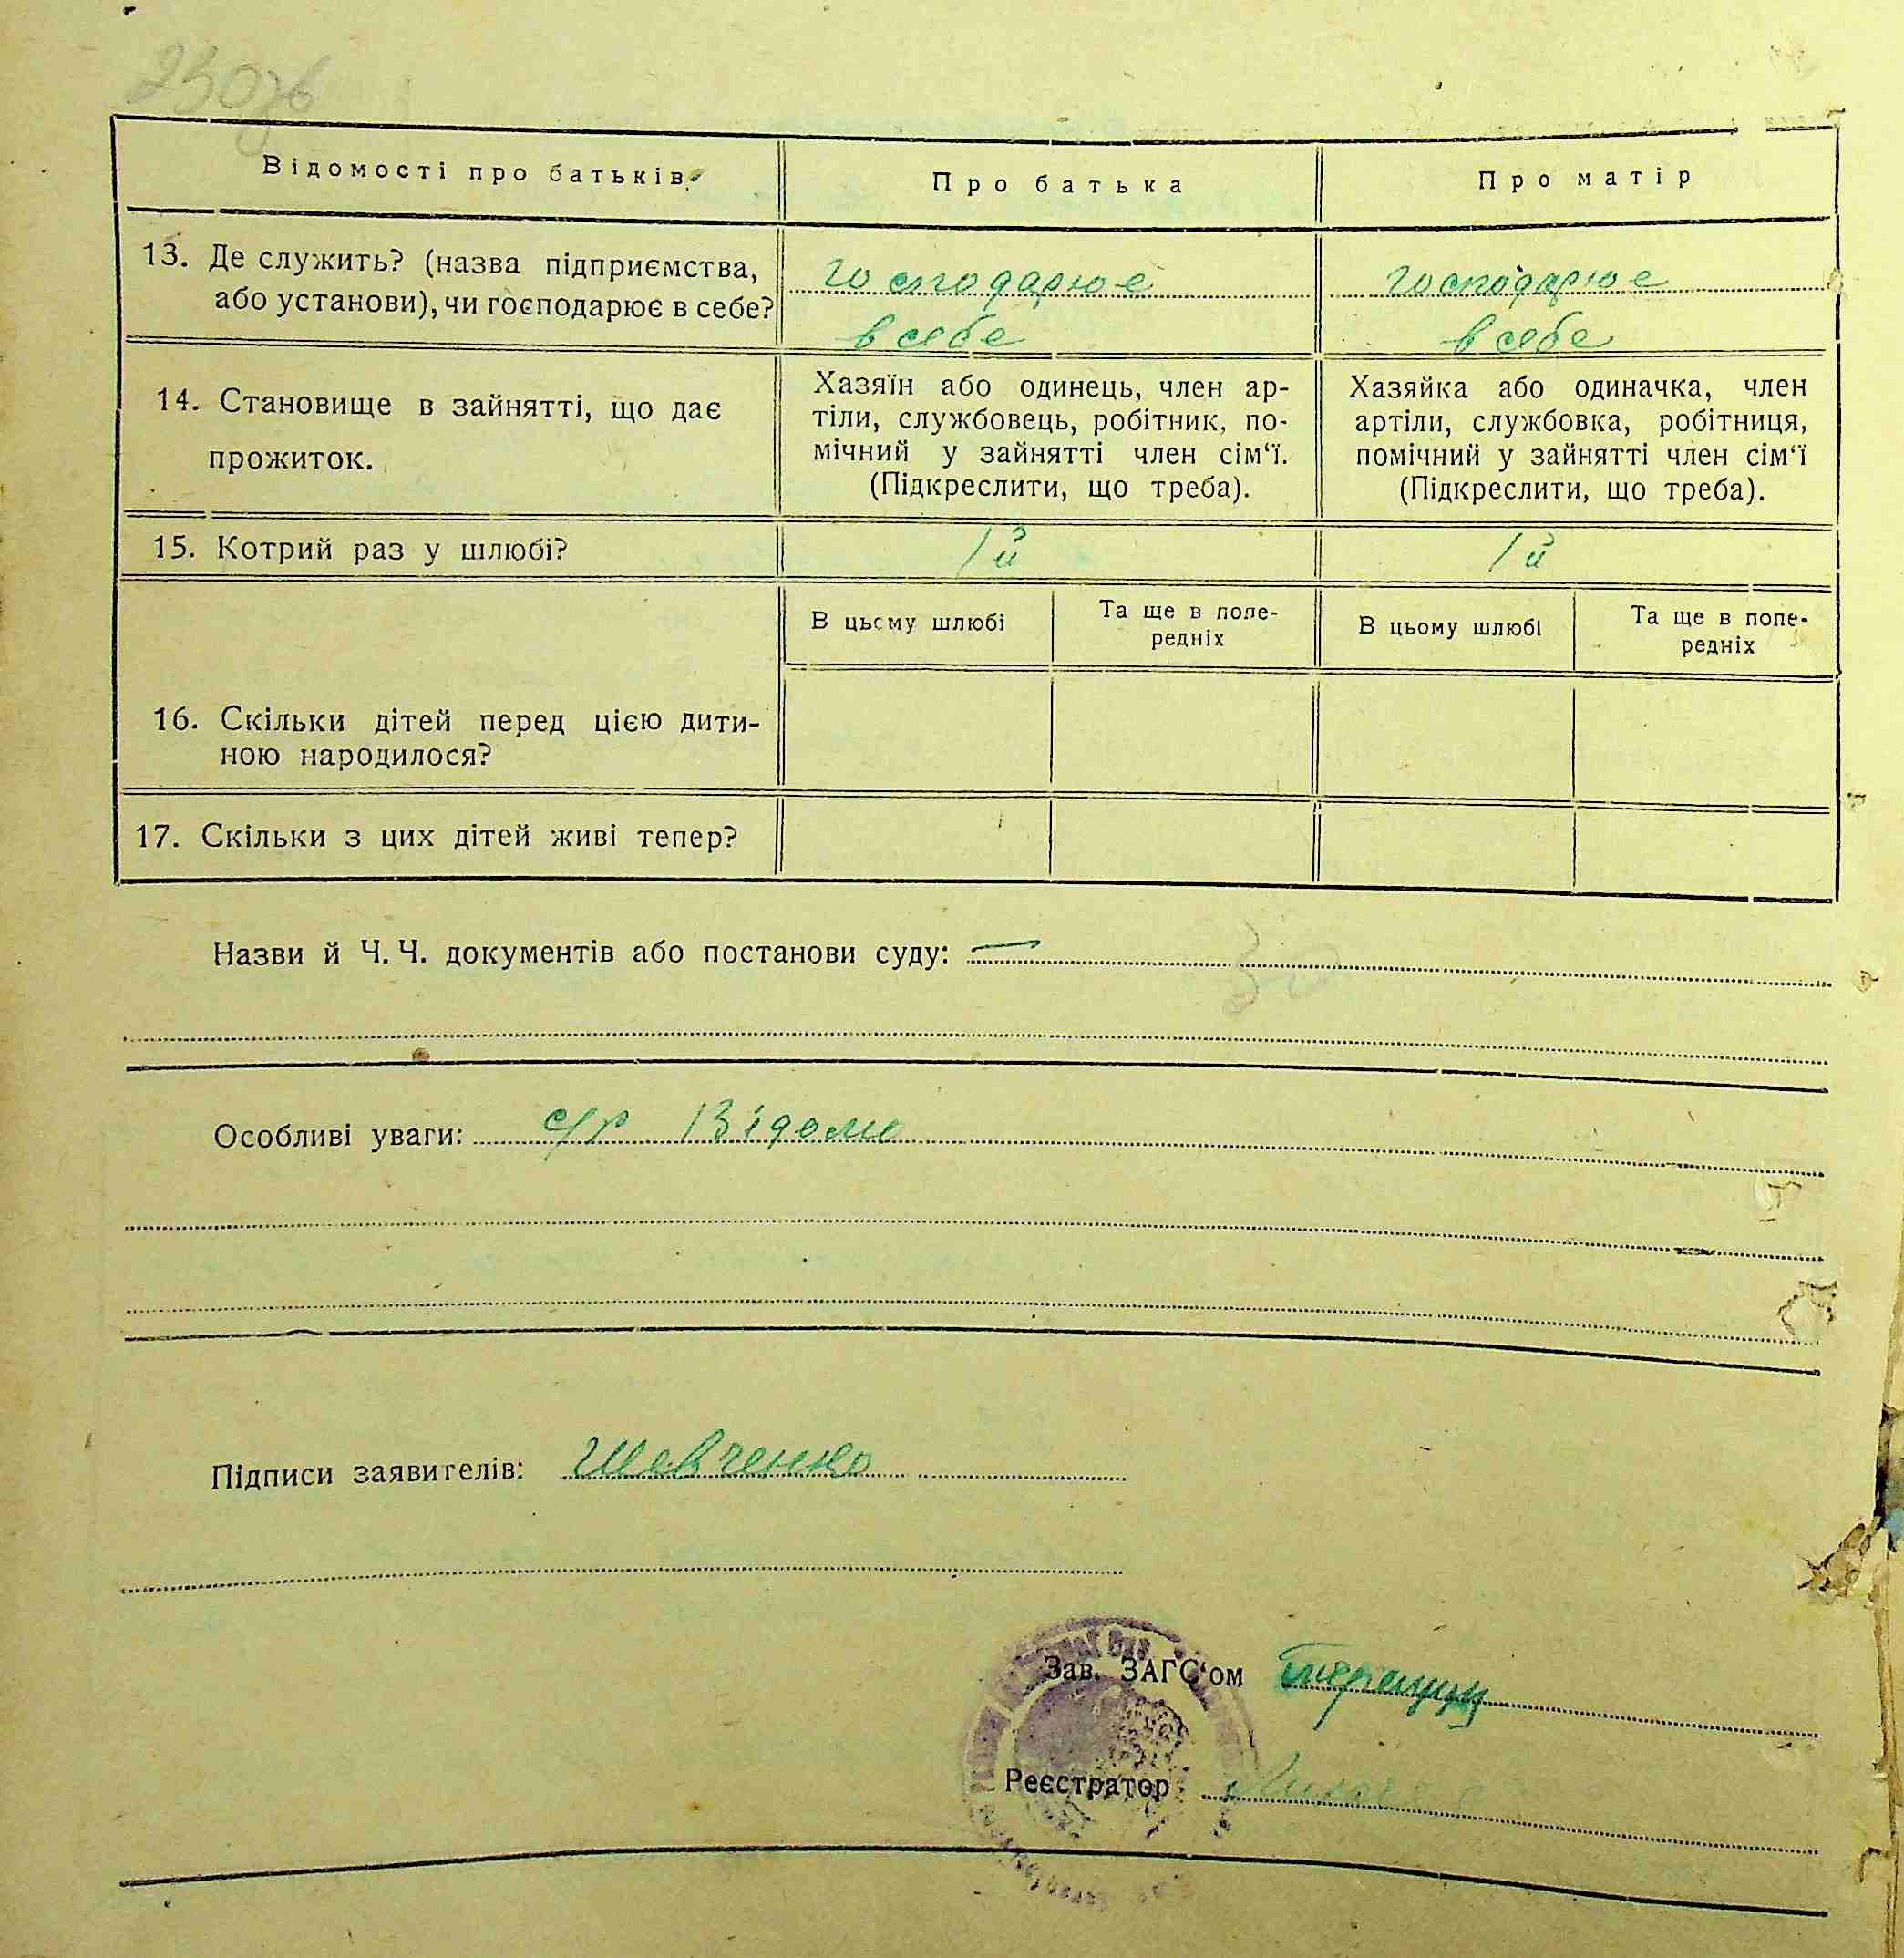 230зв
Відомості про батьків
Про батька
Про матір
13. Де служить? (назва підприємства,
або установи), чи господарює в себе?
господарює
в себе
господарює
в себе
14. Становище в зайнятті, що дає
прожиток.
Хазяїн або одинець, член ар-
тіли, службовець, робітник, по-
мічний у зайнятті член сім‘ї.
(Підкреслити, що треба).
Хазяйка або одиначка, член
артіли, службовка, робітниця,
помічний у зайнятті член сім‘ї
(Підкреслити, що треба).
15. Котрий раз у шлюбі?
1й
1й
В цьому шлюбі
Та ще в попе-
редніх
В цьому шлюбі
Та ще в попе-
редніх
16. Скільки дітей перед цією дити-
ною народилося?
17. Скільки з цих дітей живі тепер?
Назви й Ч. Ч. документів або постанови суду: —
Особливі уваги: с/р Відоми
Підписи заявителів: Шевченко
Зав. ЗАГС‘ом
Реєстратор